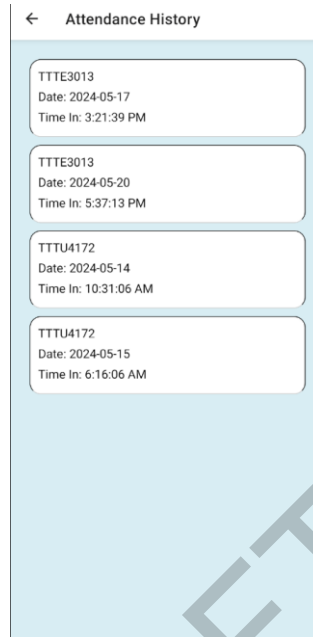 Attendance History
TTTE3013
Date: 2024-05-17
Time In: 3:21:39 PM
TTTE3013
Date: 2024-05-20
Time In: 5:37:13 PM
TTTU4172
Date: 2024-05-14
Time In: 10:31:06 AM
TTTU4172
Date: 2024-05-15
Time In: 6:16:06 AM